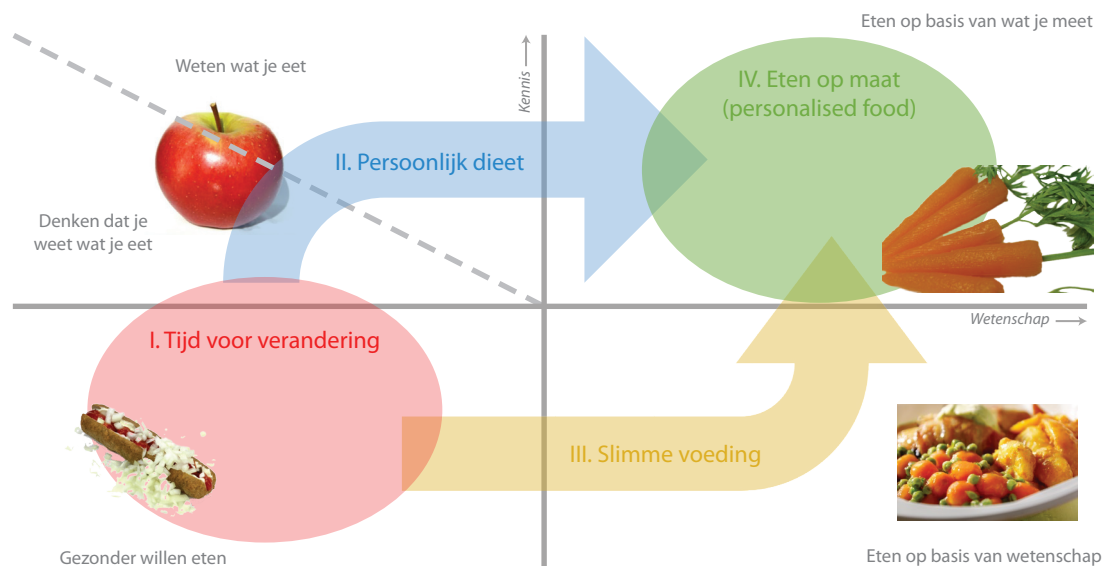 Eten op basis van wat je meet
Kennis
Weten wat je eet
IV. Eten op maat
(personalised food)
II. Persoonlijk dieet
Denken dat je
weet wat je eet
Wetenschap
I. Tijd voor verandering
III. Slimme voeding
Gezonder willen eten
Eten op basis van wetenschap